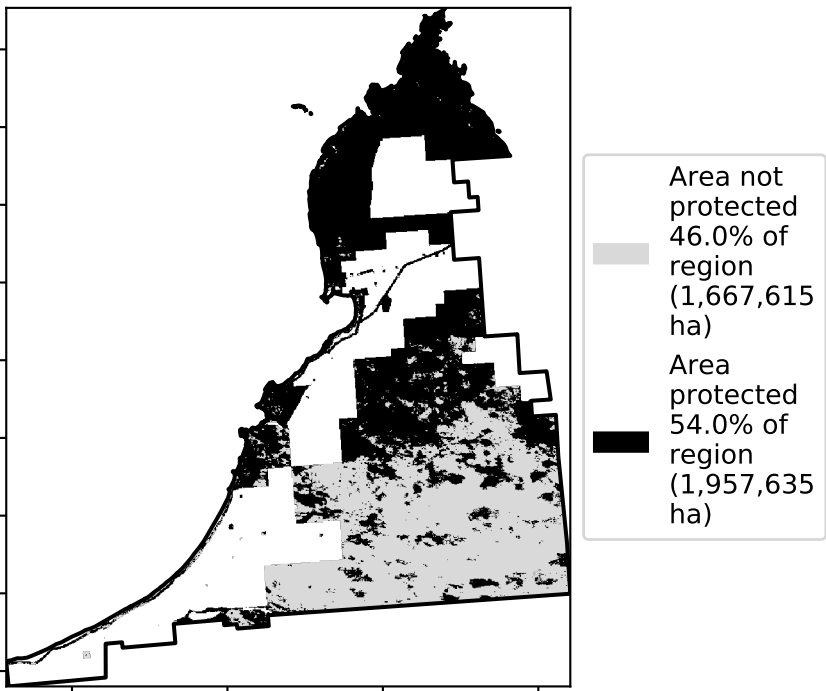 Area not
protected
46.0% of
region
(1,667,615
ha)
Area
protected
54.0% of
region
(1,957,635
ha)